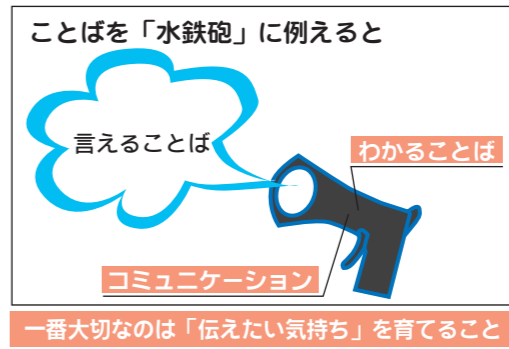 ことばを「水鉄砲」に例えると
言えることば
わかることば
コミュニケーション
一番大切なのは「伝えたい気持ち」を育てること